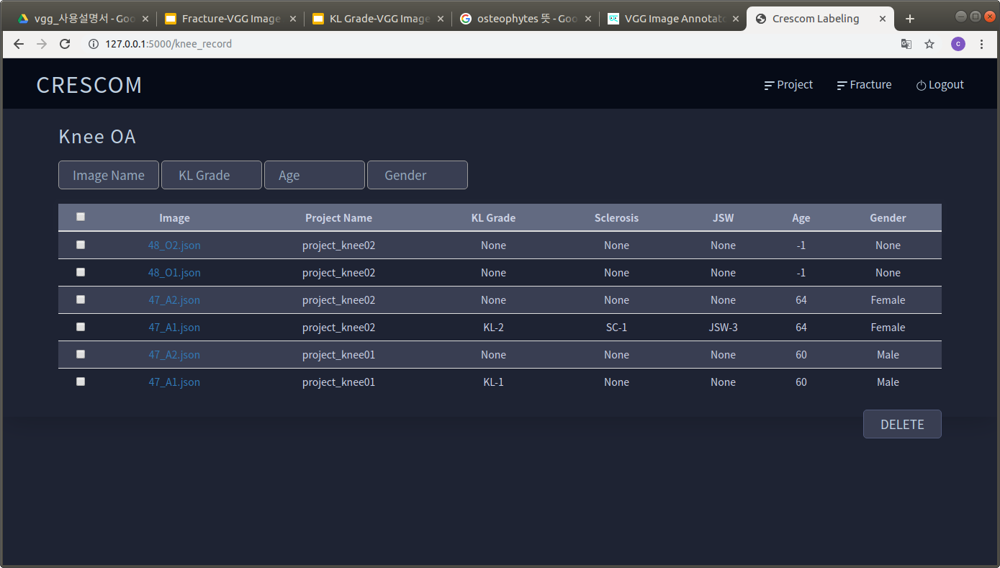 vgg_사용설명서 - Goo Fracture-VGG Image KL Grade-VGG Image osteophytes 뜻 - Goo VGG Image Annotato Crescom Labeling
127.0.0.1:5000/knee_record C
CRESCOM Project Fracture Logout
Knee OA
Image Name KL Grade Age Gender
Image Project Name KL Grade Sclerosis JSW Age Gender
48_O2.json project_knee02 None None None -1 None
48_O1.json project_knee02 None None None -1 None
47_A2.json project_knee02 None None None 64 Female
47_A1.json project_knee02 KL-2 SC-1 JSW-3 64 Female
47_A2.json project_knee01 None None None 60 Male
47_A1.json project_knee01 KL-1 None None 60 Male
DELETE